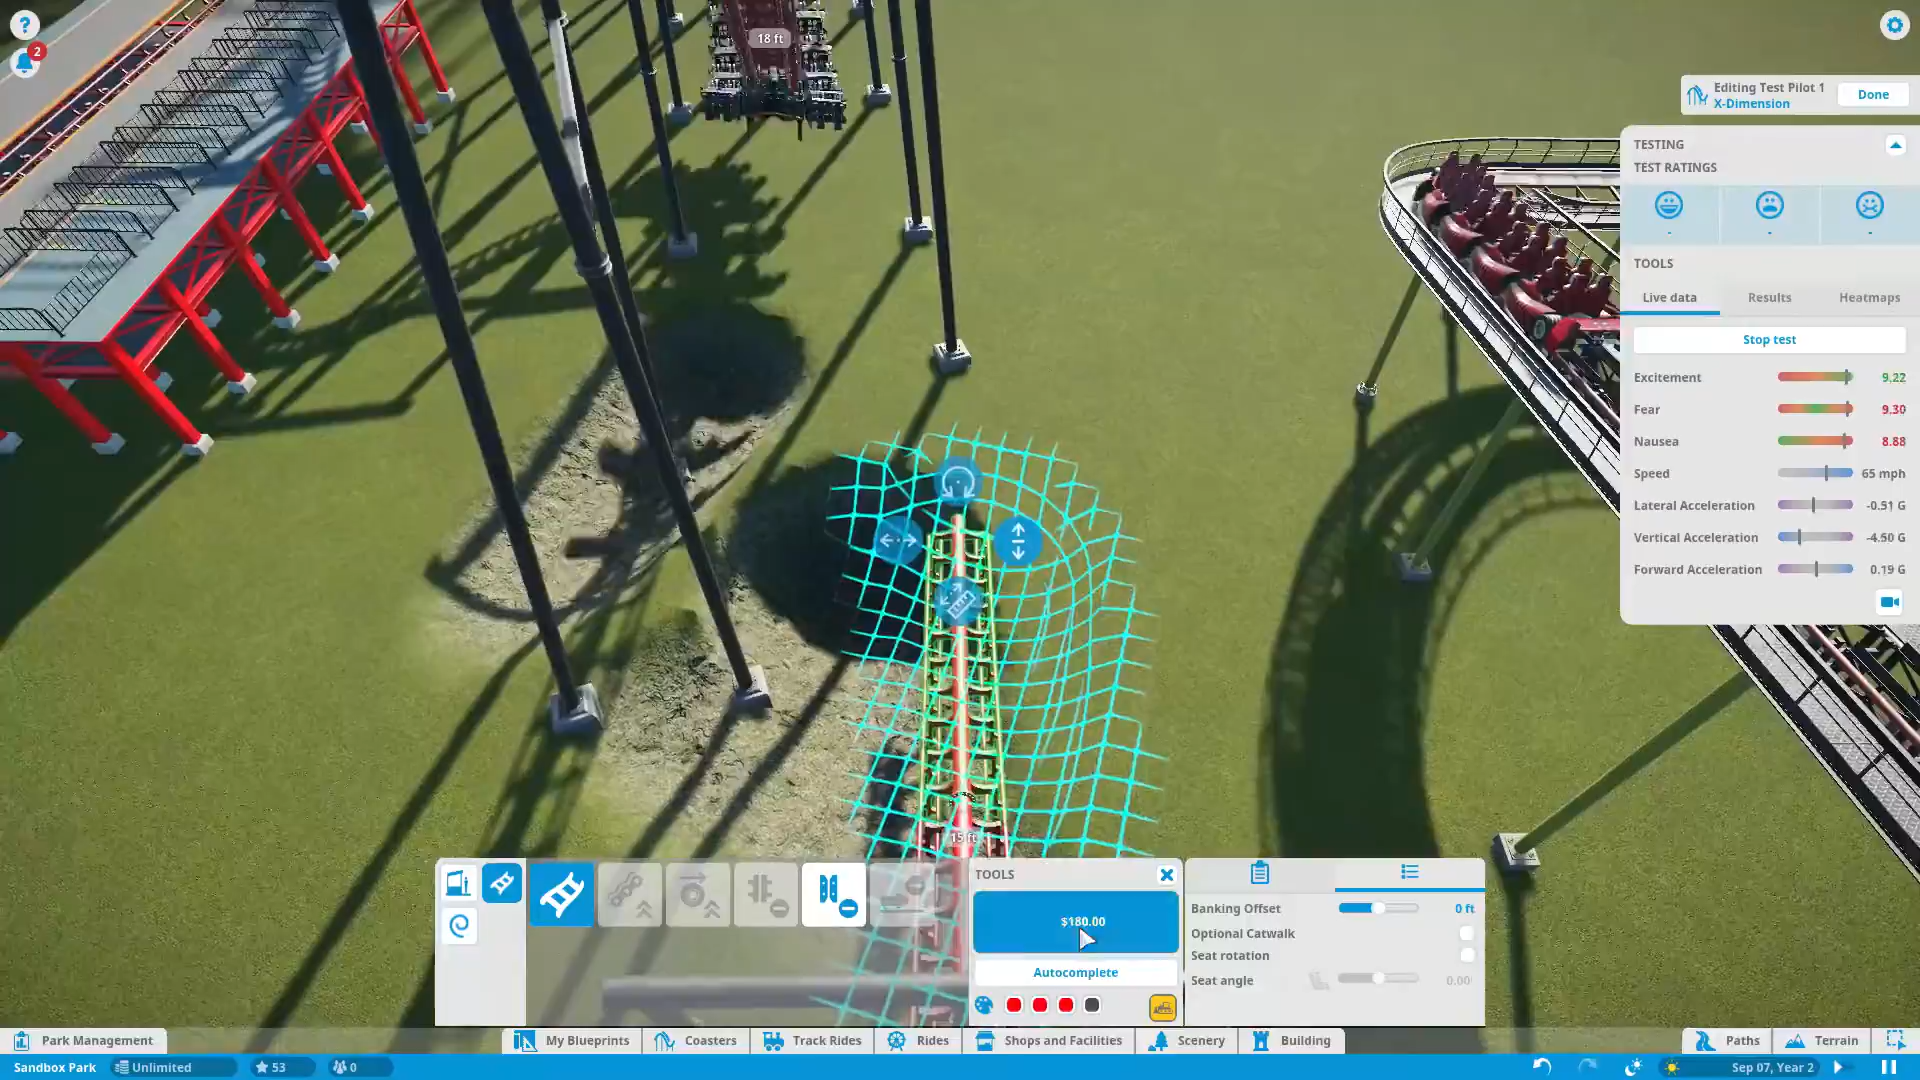 ?
2
18 ft
Editing Test Pilot 1
X-Dimension
Done
TESTING
TEST RATINGS
-
-
-
TOOLS
Live data
Results
Heatmaps
Stop test
Excitement 9.22
Fear 9.30
Nausea 8.88
Speed 65 mph
Lateral Acceleration -0.51 G
Vertical Acceleration -4.50 G
Forward Acceleration 0.19 G
15 ft
TOOLS
$180.00
Autocomplete
Banking Offset 0 ft
Optional Catwalk
Seat rotation
Seat angle 0.00
Park Management
My Blueprints
Coasters
Track Rides
Rides
Shops and Facilities
Scenery
Building
Paths
Terrain
Sandbox Park
Unlimited
53
0
Sep 07, Year 2